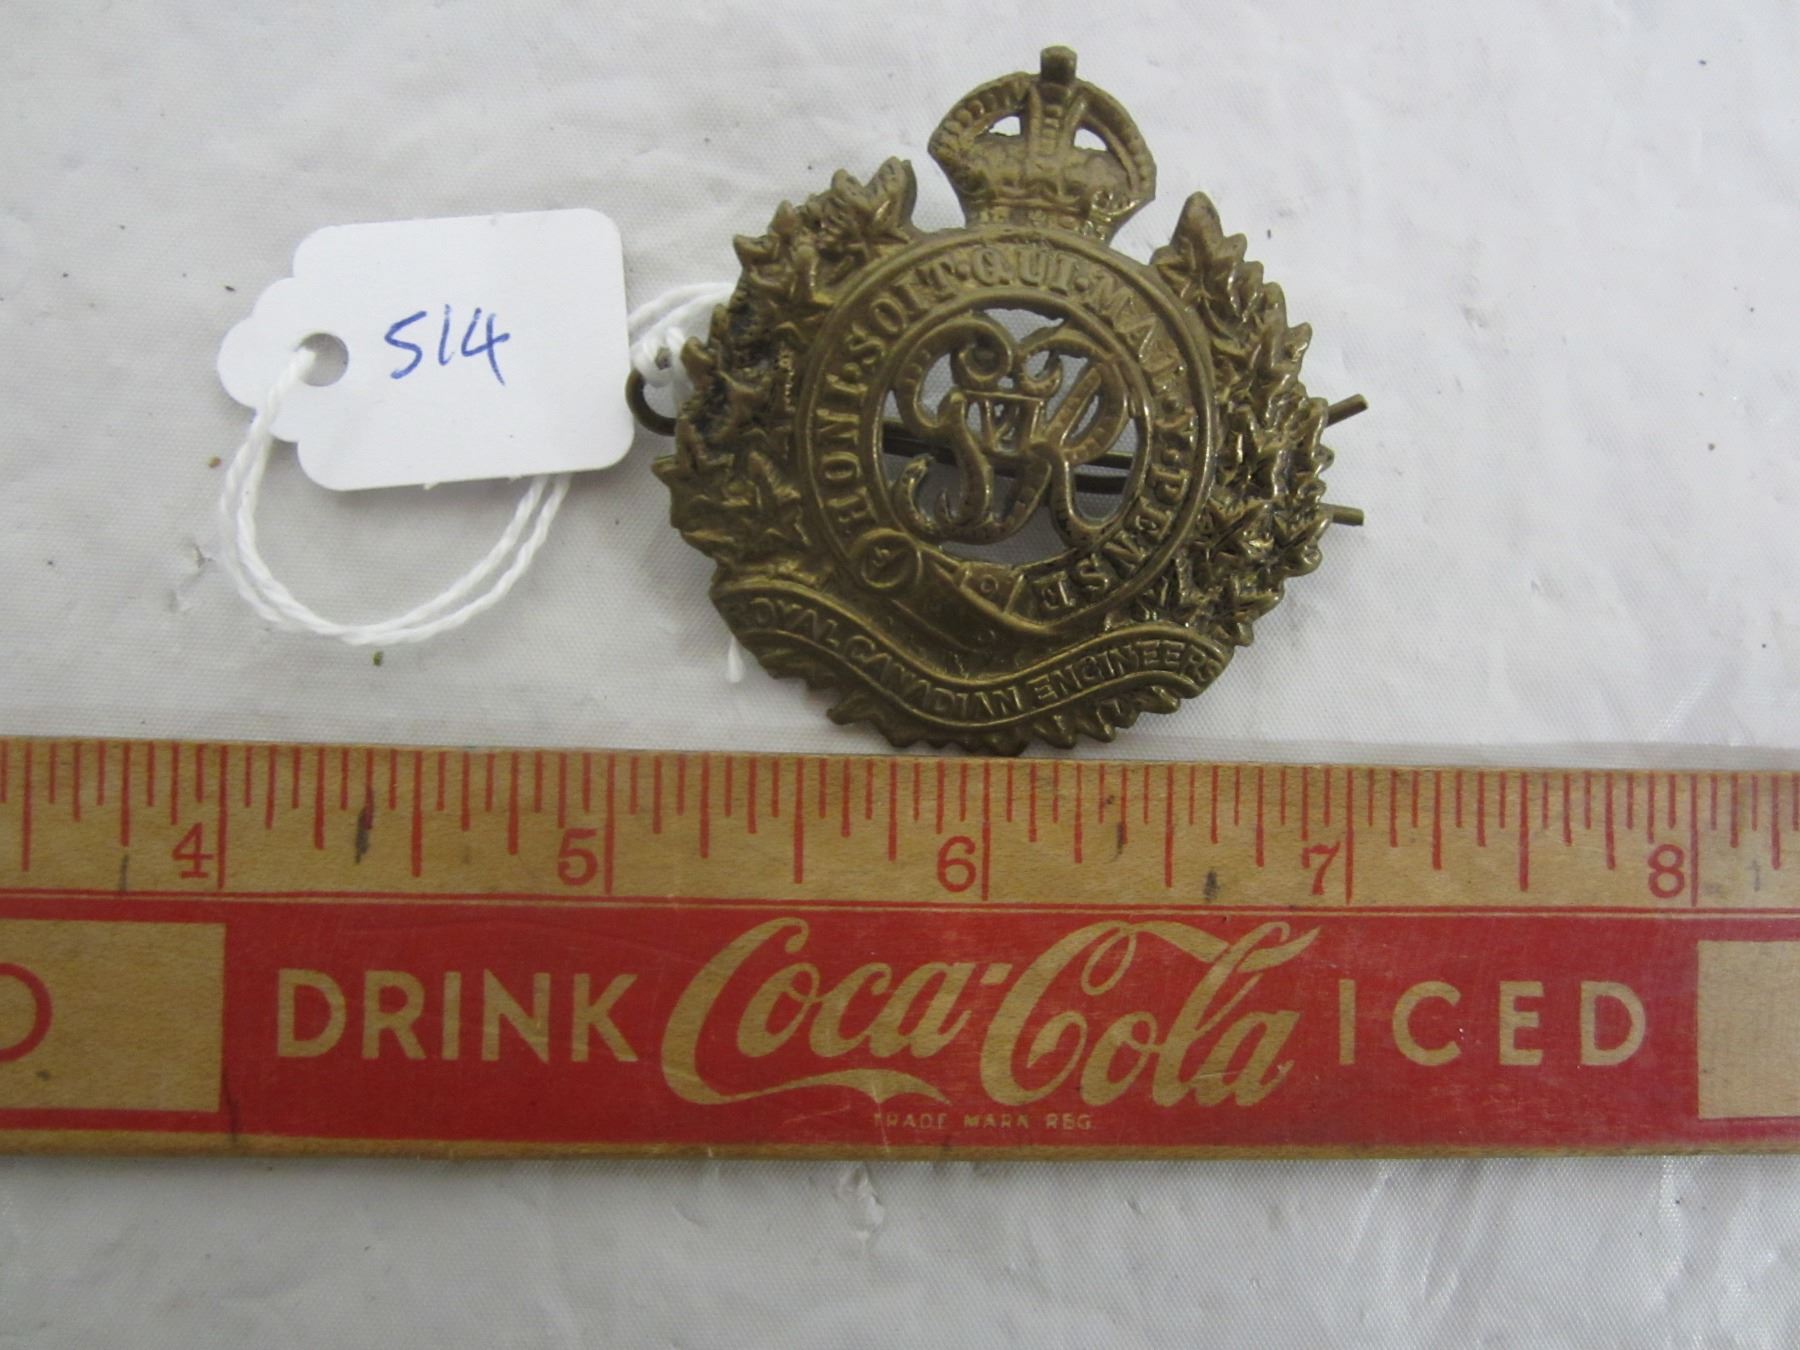 514
HONI·SOIT·QUI·MAL·Y·PENSE
GviR
ROYAL CANADIAN ENGINEERS
4 5 6 7 8
DRINK Coca-Cola ICED
TRADE MARK REG.